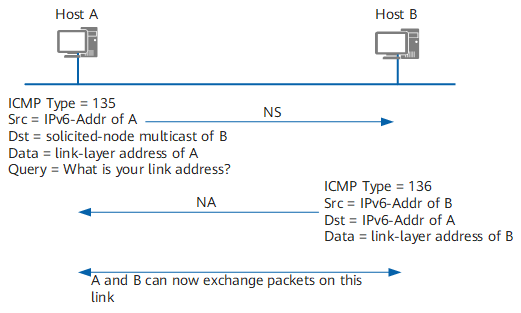 Host A
Host B
ICMP Type = 135
Src = IPv6-Addr of A
Dst = solicited-node multicast of B
Data = link-layer address of A
Query = What is your link address?
NS
ICMP Type = 136
Src = IPv6-Addr of B
Dst = IPv6-Addr of A
Data = link-layer address of B
NA
A and B can now exchange packets on this
link